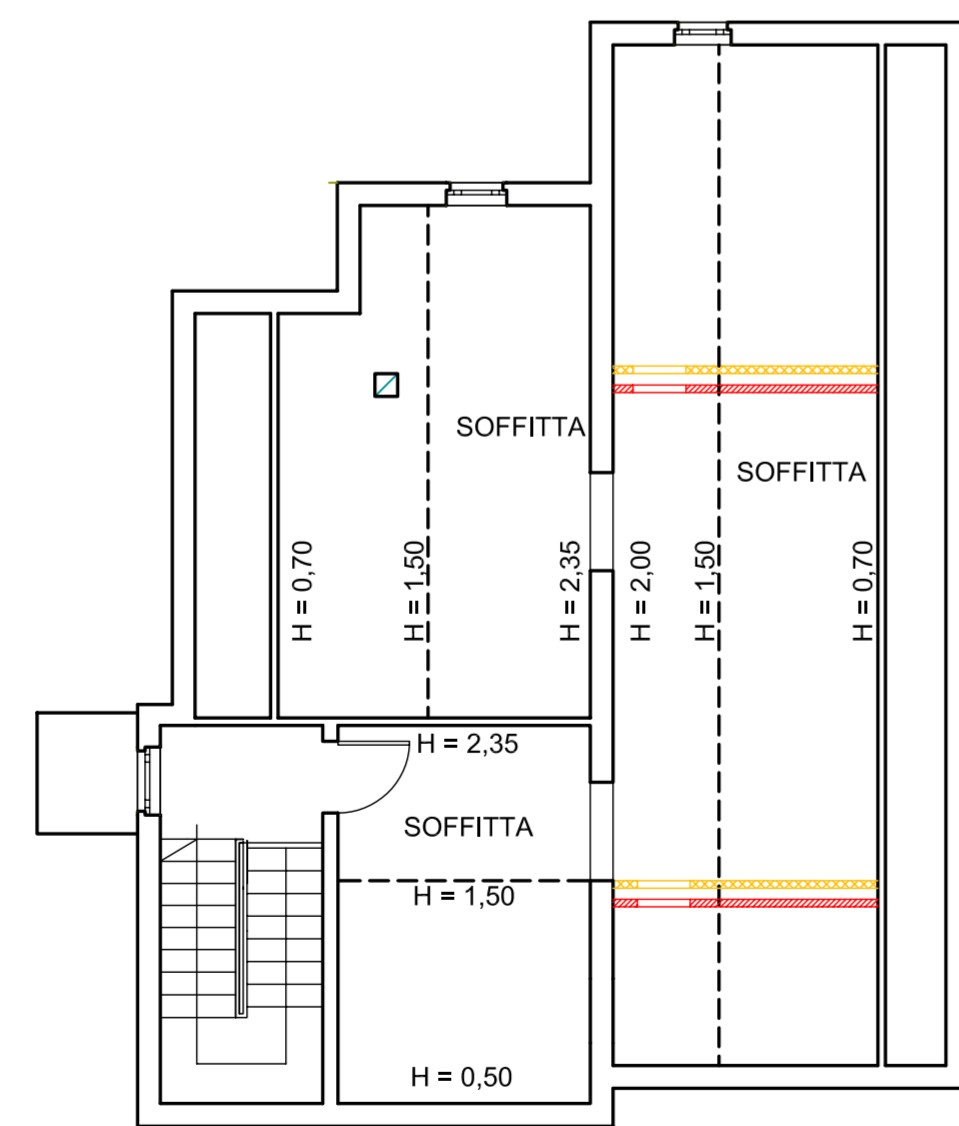 SOFFITTA
SOFFITTA
H = 0,70
H = 1,50
H = 2,35
H = 2,00
H = 1,50
H = 0,70
H = 2,35
SOFFITTA
H = 1,50
H = 0,50